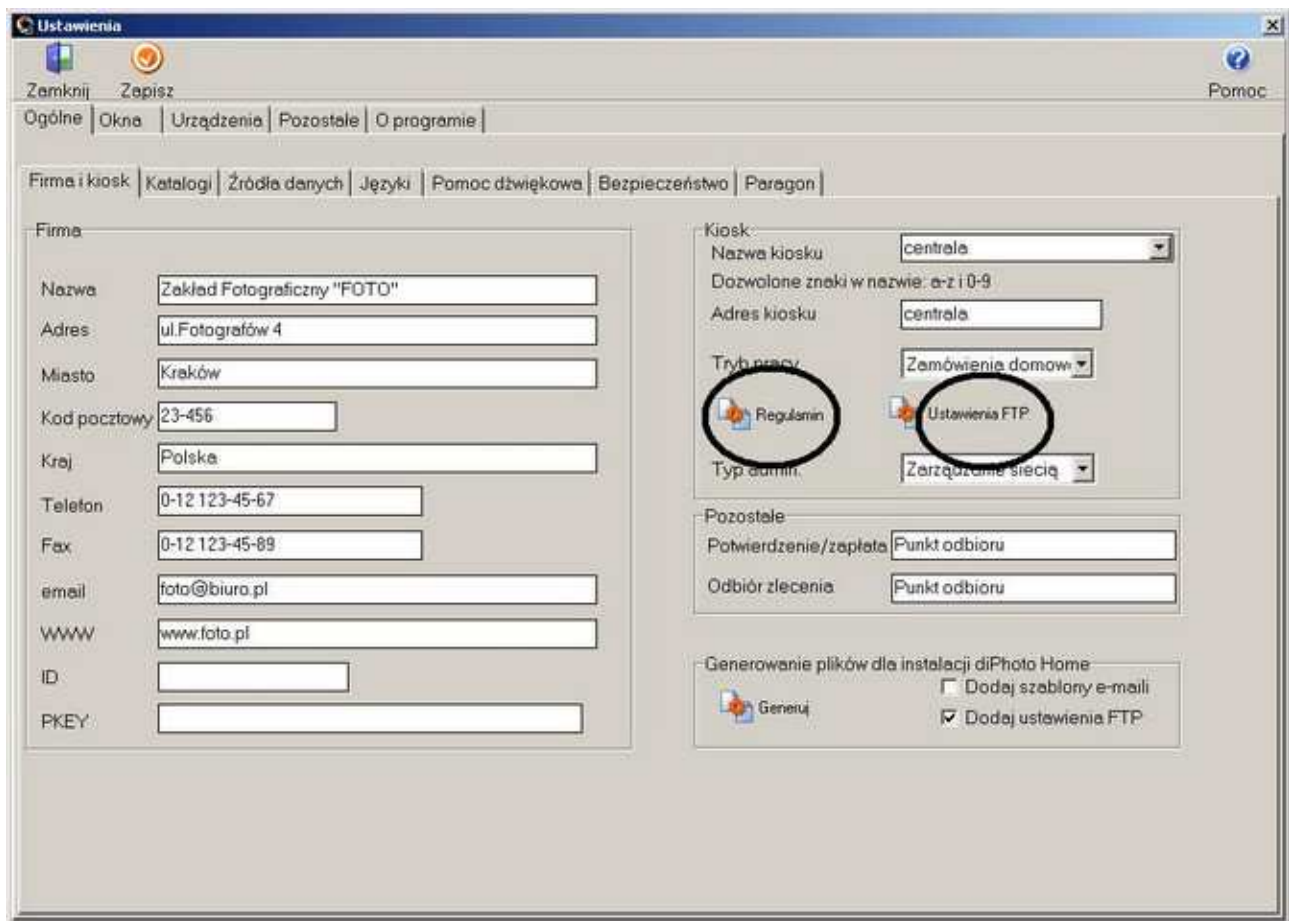 Ustawienia
Zamknij Zapisz Pomoc
Ogólne Okna Urządzenia Pozostałe O programie
Firma i kiosk Katalogi Źródła danych Języki Pomoc dźwiękowa Bezpieczeństwo Paragon
Firma
Nazwa Zakład Fotograficzny "FOTO"
Adres ul.Fotografów 4
Miasto Kraków
Kod pocztowy 23-456
Kraj Polska
Telefon 0-12 123-45-67
Fax 0-12 123-45-89
email foto@biuro.pl
WWW www.foto.pl
ID
PKEY
Kiosk
Nazwa kiosku centrala
Dozwolone znaki w nazwie: a-z i 0-9
Adres kiosku centrala
Tryb pracy Zamówienia domow
Regulamin Ustawienia FTP
Typ admin. Zarządzanie siecią
Pozostałe
Potwierdzenie/zapłata Punkt odbioru
Odbiór zlecenia Punkt odbioru
Generowanie plików dla instalacji diPhoto Home
Dodaj szablony e-maili
Generuj Dodaj ustawienia FTP